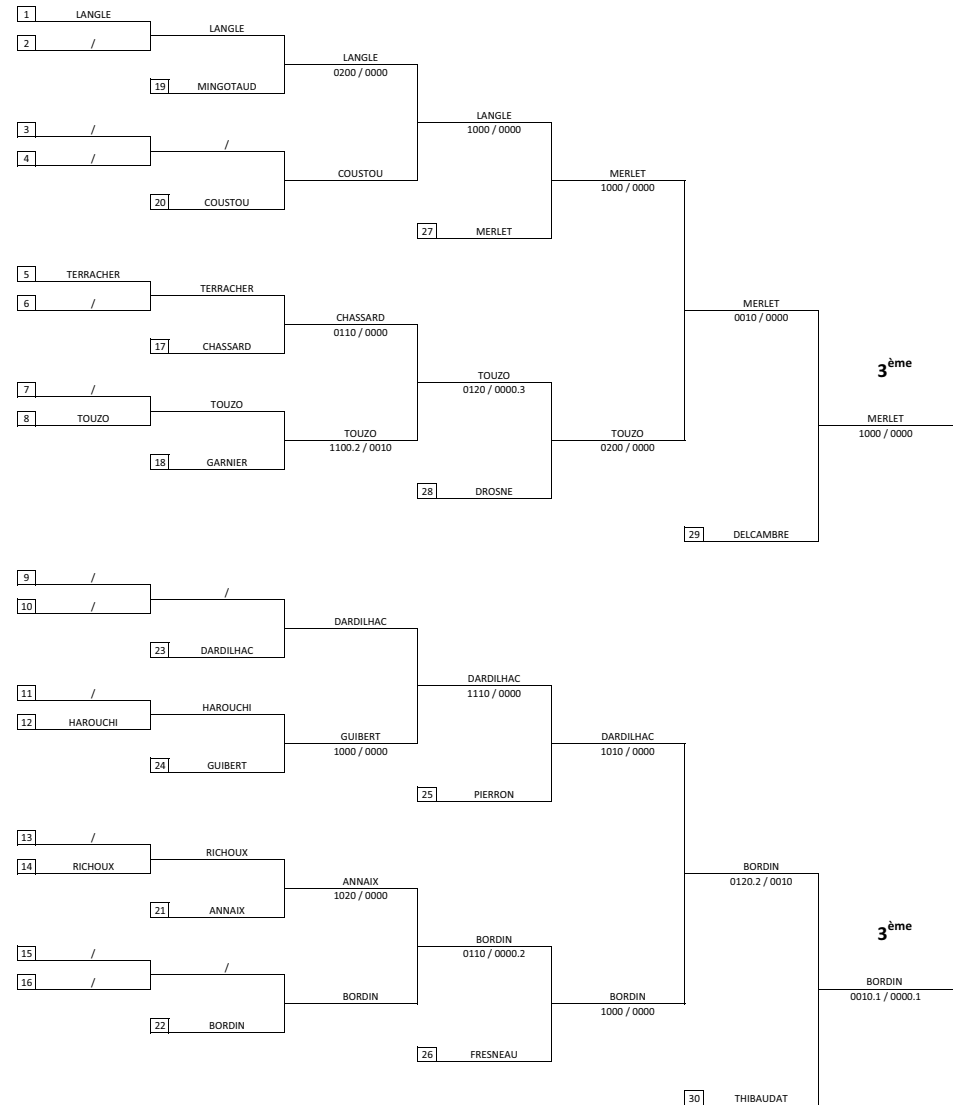 1 LANGLE
LANGLE
2 /
LANGLE
0200 / 0000
19 MINGOTAUD
LANGLE
1000 / 0000
3 /
/
4 /
COUSTOU
MERLET
1000 / 0000
20 COUSTOU
27 MERLET
5 TERRACHER
TERRACHER
6 /
MERLET
0010 / 0000
CHASSARD
0110 / 0000
17 CHASSARD
3ème
TOUZO
0120 / 0000.3
7 /
TOUZO
8 TOUZO
MERLET
1000 / 0000
TOUZO
1100.2 / 0010
TOUZO
0200 / 0000
18 GARNIER
28 DROSNE
29 DELCAMBRE
9 /
/
10 /
DARDILHAC
23 DARDILHAC
DARDILHAC
1110 / 0000
11 /
HAROUCHI
12 HAROUCHI
GUIBERT
1000 / 0000
DARDILHAC
1010 / 0000
24 GUIBERT
25 PIERRON
13 /
RICHOUX
14 RICHOUX
BORDIN
0120.2 / 0010
ANNAIX
1020 / 0000
21 ANNAIX
3ème
BORDIN
0110 / 0000.2
15 /
/
16 /
BORDIN
0010.1 / 0000.1
BORDIN
BORDIN
1000 / 0000
22 BORDIN
26 FRESNEAU
30 THIBAUDAT